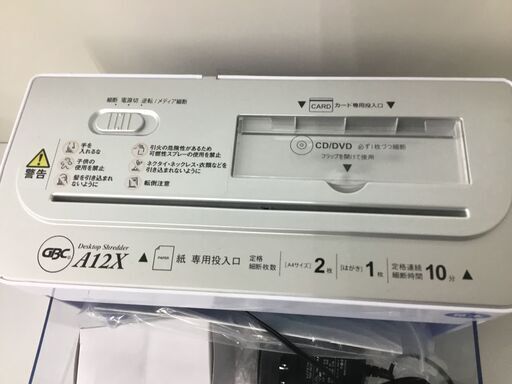 細断 電源切 逆転/メディア細断
▼ CARD カード専用投入口 ▼
CD/DVD 必ず1枚づつ細断
フラップを開けて使用
警告
手を
入れるな
子供の
使用を禁止
髪を引き込まれ
ないように
引火の危険性があるため
可燃性スプレーの使用を禁止
ネクタイ・ネックレス・衣類などを
引き込まれないように
転倒注意
GBC Desktop Shredder
A12X
▲ PAPER 紙 専用投入口 定格細断枚数 [A4サイズ] 2枚 [はがき] 1枚 定格連続細断時間 10分 ▲